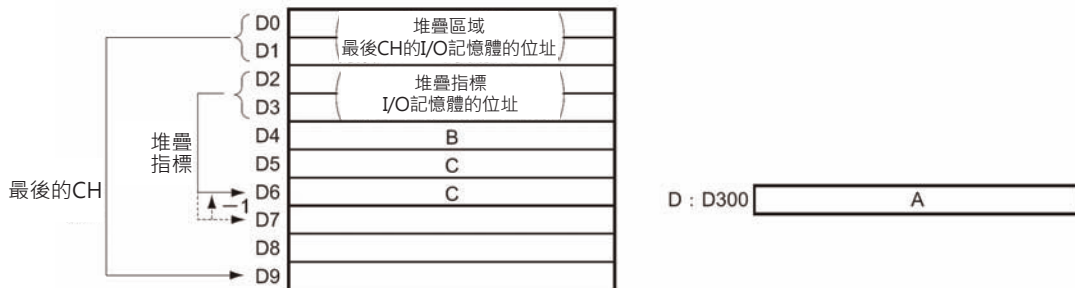 D0
堆疊區域
D1
最後CH的I/O記憶體的位址
D2
堆疊指標
D3
I/O記憶體的位址
堆疊
指標
D4
B
D5
C
最後的CH
D6
C
－1
D7
D8
D9
D：D300
A